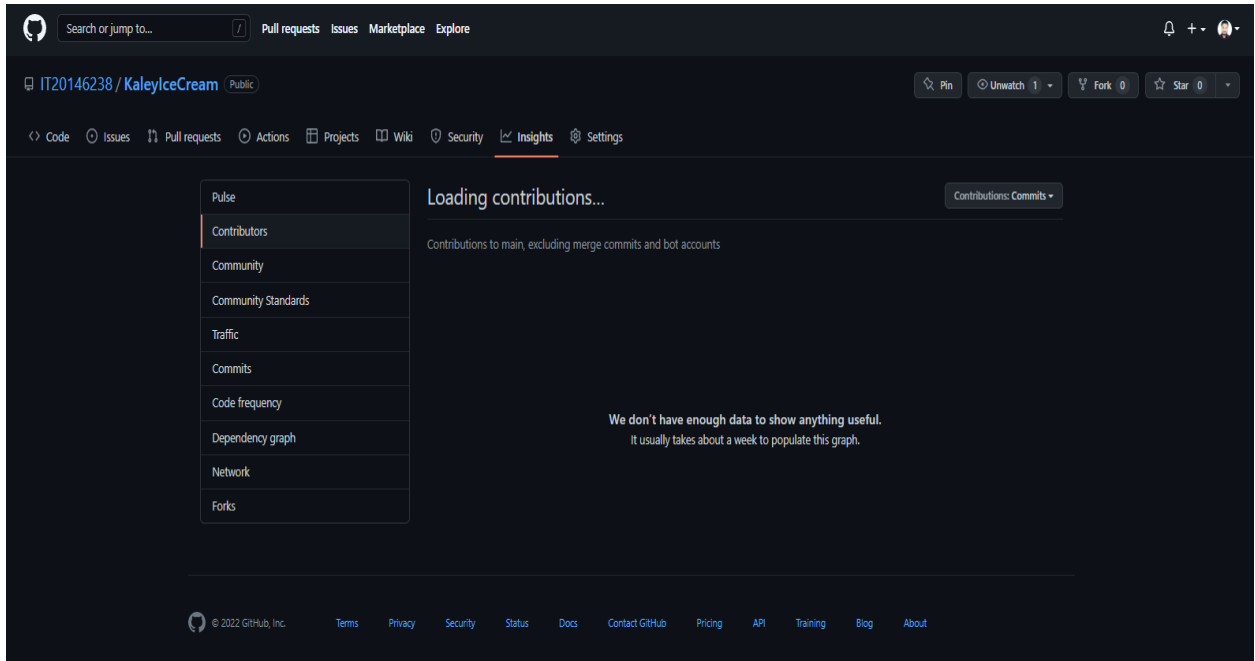 Search or jump to... / Pull requests Issues Marketplace Explore
IT20146238 / KaleyIceCream Public Pin Unwatch 1 Fork 0 Star 0
Code Issues Pull requests Actions Projects Wiki Security Insights Settings
Pulse
Contributors
Community
Community Standards
Traffic
Commits
Code frequency
Dependency graph
Network
Forks
Loading contributions... Contributions: Commits
Contributions to main, excluding merge commits and bot accounts
We don't have enough data to show anything useful.
It usually takes about a week to populate this graph.
© 2022 GitHub, Inc. Terms Privacy Security Status Docs Contact GitHub Pricing API Training Blog About